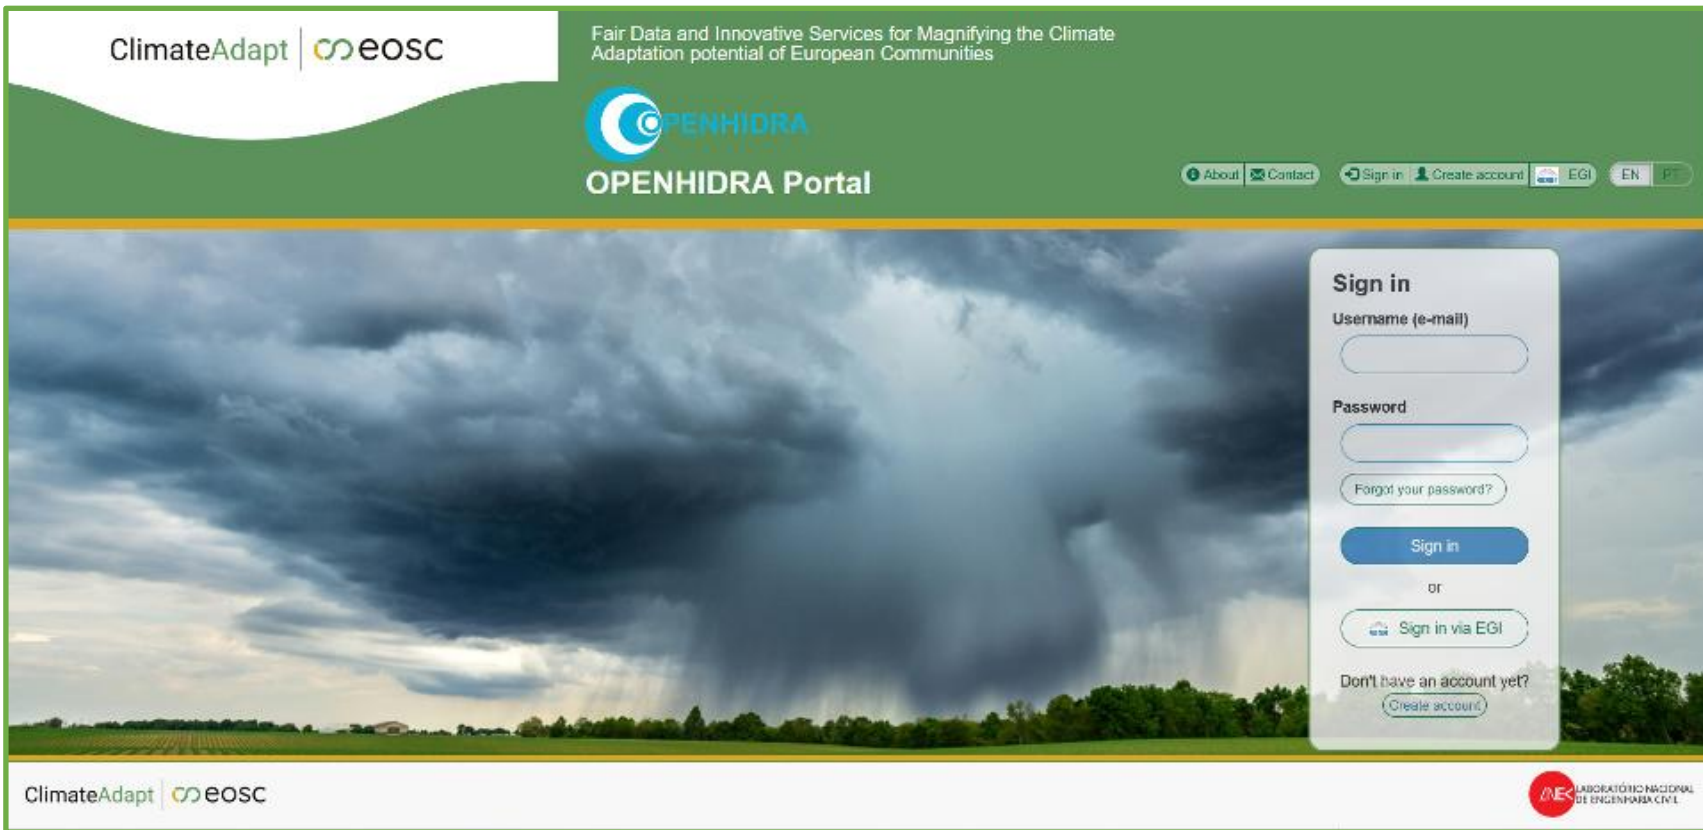 ClimateAdapt eosc
Fair Data and Innovative Services for Magnifying the Climate
Adaptation potential of European Communities
OPENHIDRA
OPENHIDRA Portal
About Contact Sign in Create account EGI EN PT
Sign in
Username (e-mail)
Password
Forgot your password?
Sign in
or
Sign in via EGI
Don't have an account yet?
Create account
ClimateAdapt eosc
LNEC LABORATÓRIO NACIONAL
DE ENGENHARIA CIVIL